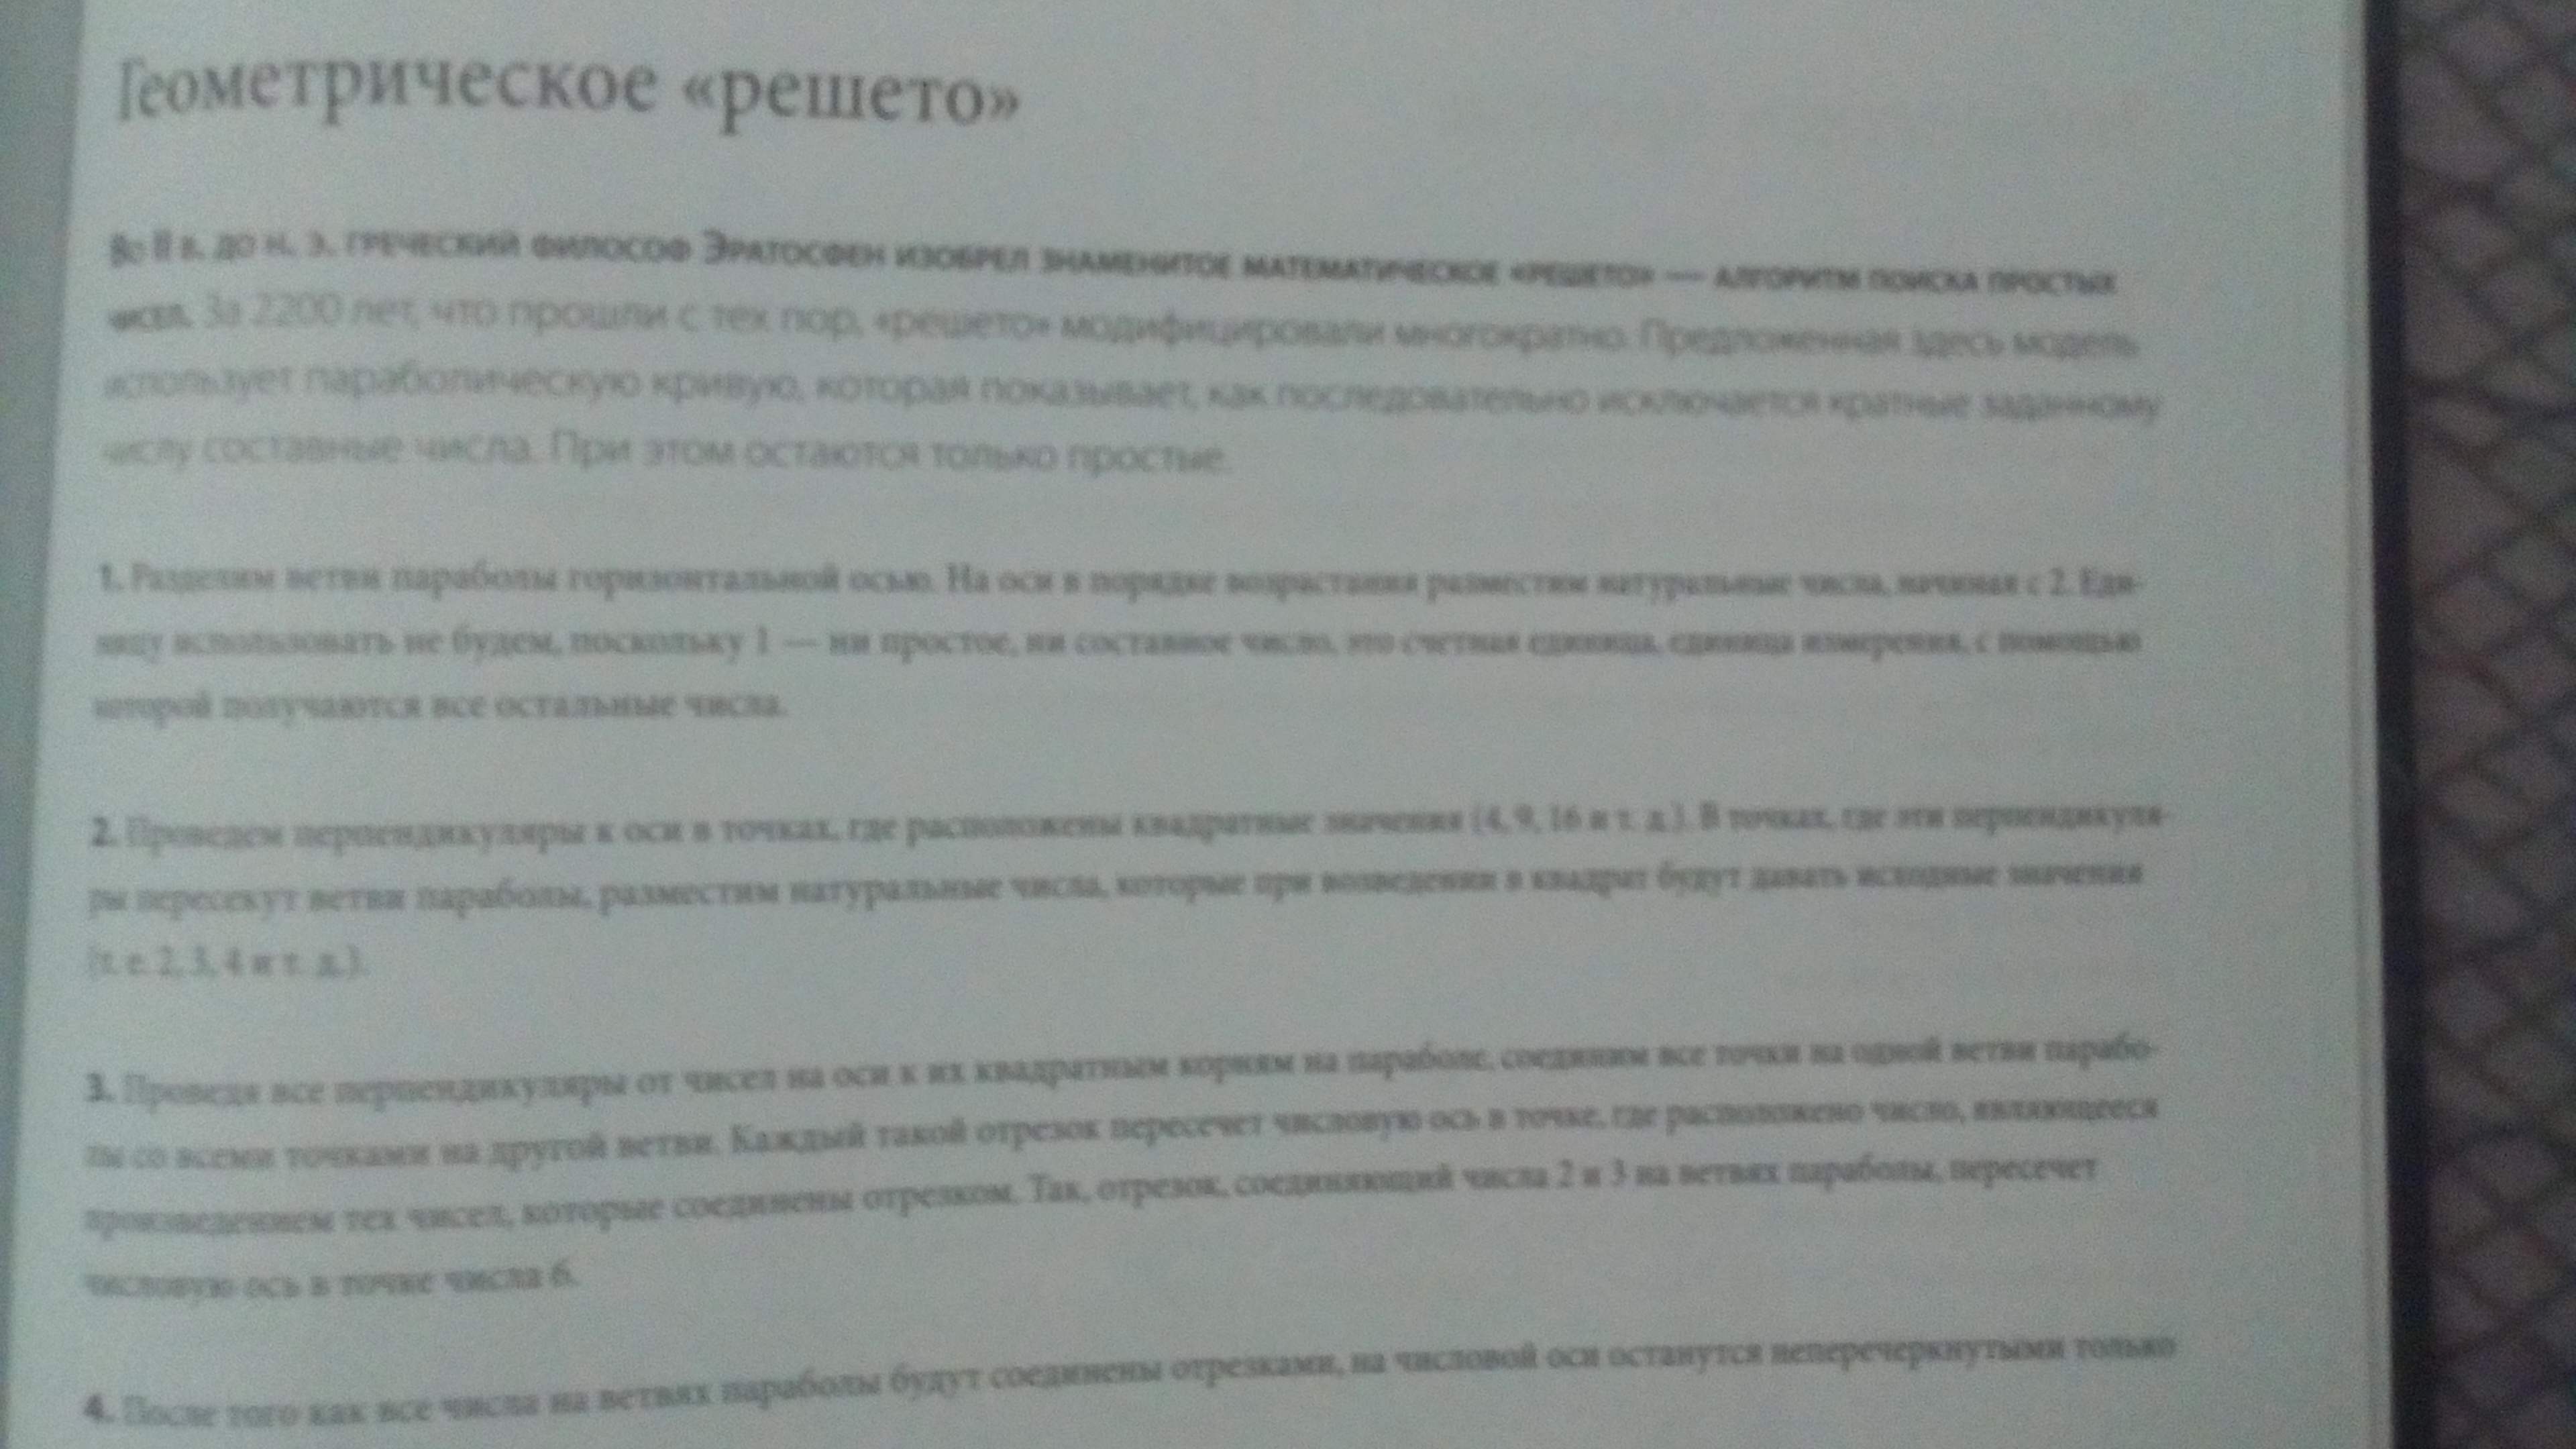 Геометрическое «решето»
Во II в. до н. э. греческий философ Эратосфен изобрел знаменитое математическое «решето» — алгоритм поиска простых
чисел. За 2200 лет, что прошли с тех пор, «решето» модифицировали многократно. Предложенная здесь модель
использует параболическую кривую, которая показывает, как последовательно исключается кратные заданному
числу составные числа. При этом остаются только простые.
1. Разделим ветви параболы горизонтальной осью. На оси в порядке возрастания разместим натуральные числа, начиная с 2. Еди-
ницу использовать не будем, поскольку 1 — ни простое, ни составное число, это счетная единица, единица измерения, с помощью
которой получаются все остальные числа.
2. Проведем перпендикуляры к оси в точках, где расположены квадратные значения (4, 9, 16 и т. д.). В точках, где эти перпендикуля-
ры пересекут ветви параболы, разместим натуральные числа, которые при возведении в квадрат будут давать исходные значения
(т. е. 2, 3, 4 и т. д.).
3. Проведя все перпендикуляры от чисел на оси к их квадратным корням на параболе, соединим все точки на одной ветви парабо-
лы со всеми точками на другой ветви. Каждый такой отрезок пересечет числовую ось в точке, где расположено число, являющееся
произведением тех чисел, которые соединены отрезком. Так, отрезок, соединяющий числа 2 и 3 на ветвях параболы, пересечет
числовую ось в точке числа 6.
4. После того как все числа на ветвях параболы будут соединены отрезками, на числовой оси останутся неперечеркнутыми только